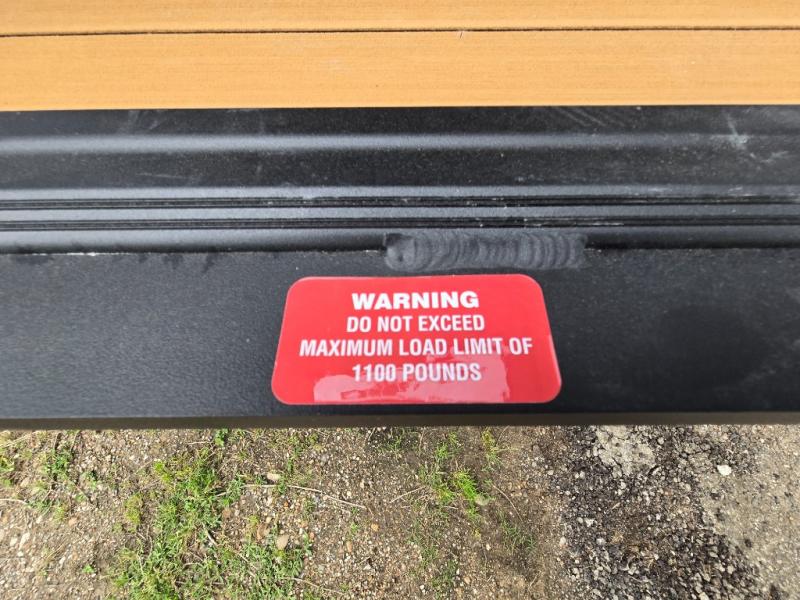 WARNING
DO NOT EXCEED
MAXIMUM LOAD LIMIT OF
1100 POUNDS